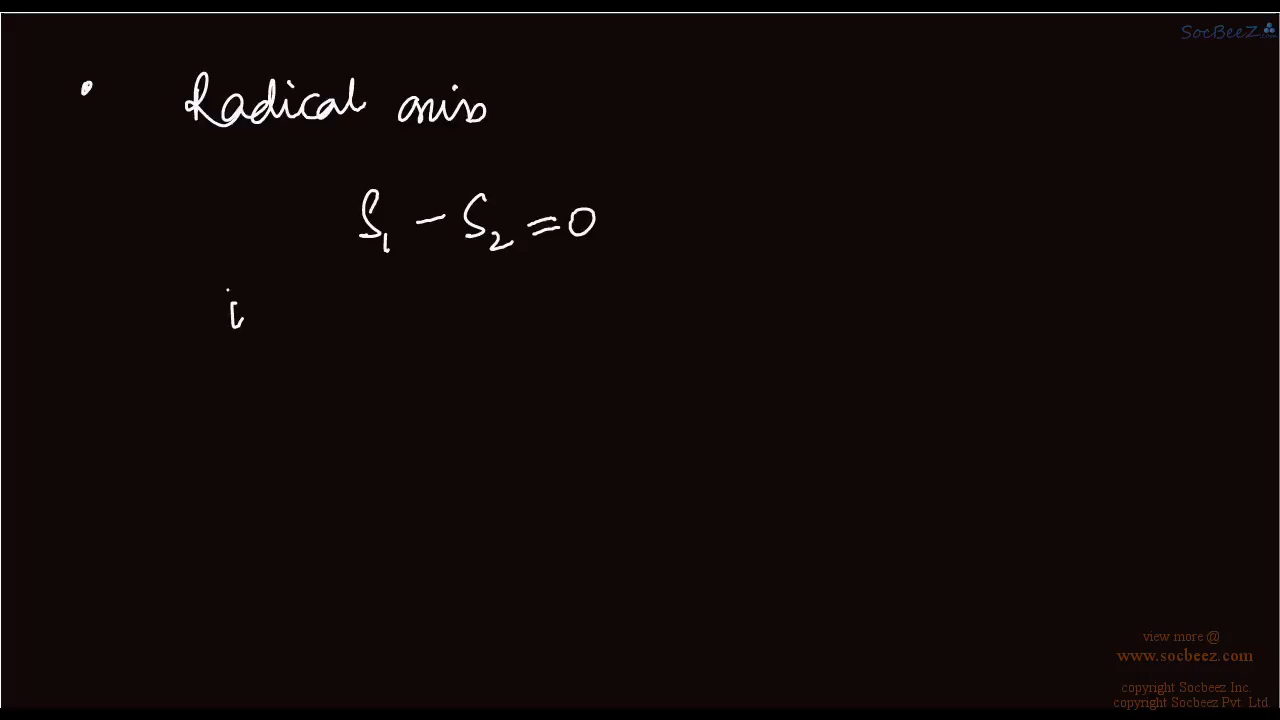 SocBeeZ
• Radical axis
S₁ - S₂ = 0
i
view more @
www.socbeez.com
copyright Socbeez Inc.
copyright Socbeez Pvt. Ltd.